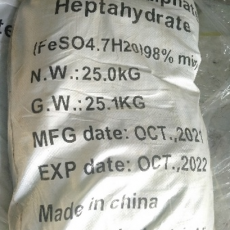 Heptahydrate
(FeSO4.7H20)98% min
N.W.:25.0KG
G.W.:25.1KG
MFG date: OCT.,2021
EXP date: OCT.,2022
Made in china